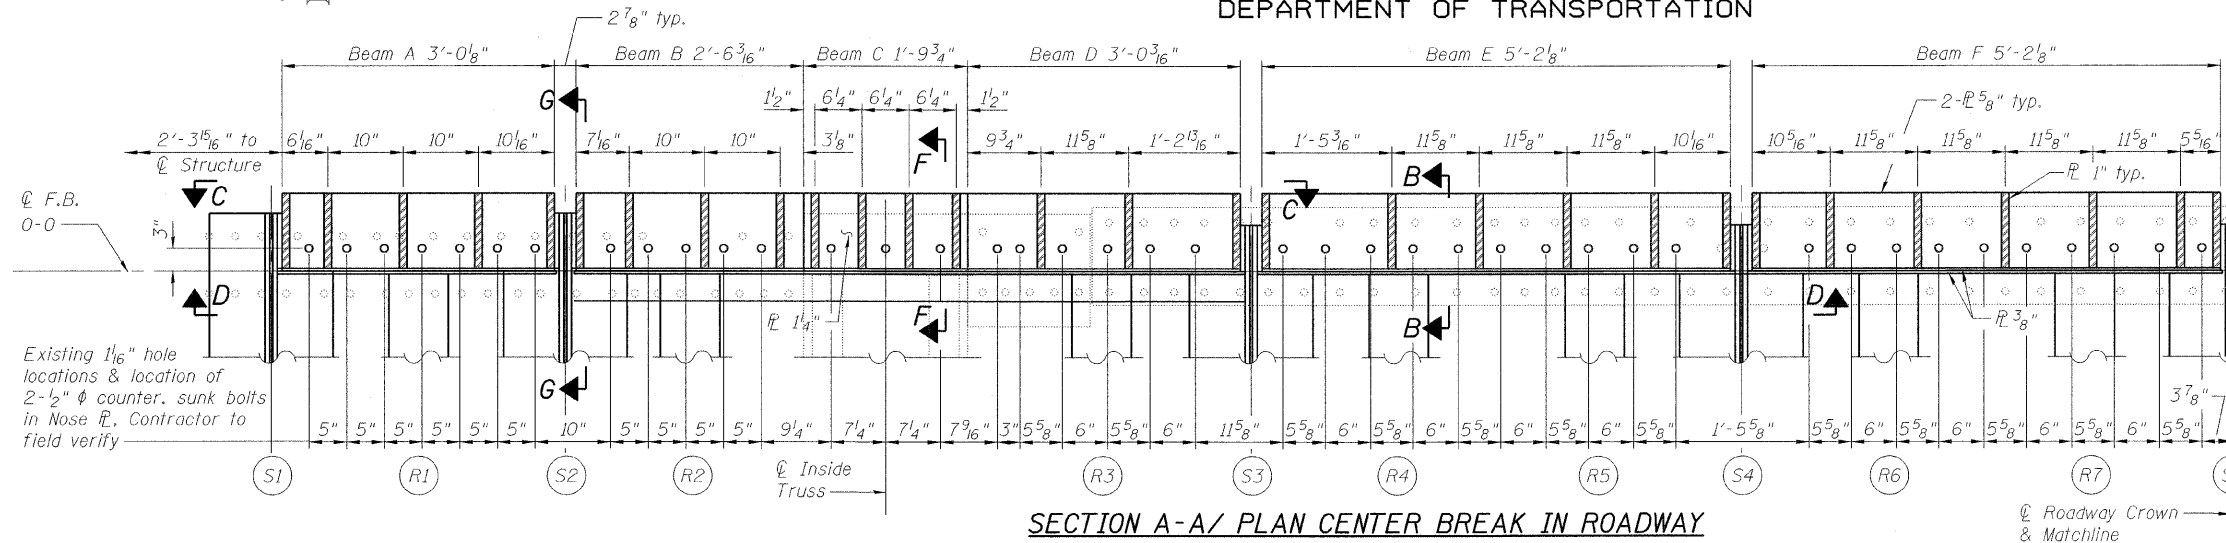 DEPARTMENT OF TRANSPORTATION
2 7/8" typ.
Beam A 3'-0 1/8"
Beam B 2'-6 3/16"
Beam C 1'-9 3/4"
Beam D 3'-0 3/16"
Beam E 5'-2 1/8"
Beam F 5'-2 1/8"
G
1 1/2" 6 1/4" 6 1/4" 6 1/4" 1 1/2"
2-℄ 5/8" typ.
2'-3 15/16" to
℄ Structure
6 1/16" 10" 10" 10 1/16" 7 1/16" 10" 10" 3 1/8" F 9 3/4" 11 5/8" 1'-2 13/16" 1'-5 3/16" 11 5/8" 11 5/8" 11 5/8" 10 1/16" 10 5/16" 11 5/8" 11 5/8" 11 5/8" 11 5/8" 5 5/16"
C
B
℄ 1" typ.
℄ F.B.
0-0
3"
C
D
℄ 1 1/4"
F
B
D
℄ 3/8"
Existing 1 1/16" hole
locations & location of
2-1/2" ϕ counter. sunk bolts
in Nose ℄. Contractor to
field verify
G
3 7/8"
5" 5" 5" 5" 5" 5" 10" 5" 5" 5" 5" 9 1/4" 7 1/4" 7 1/4" 7 9/16" 3" 5 5/8" 6" 5 5/8" 6" 11 5/8" 5 5/8" 6" 5 5/8" 6" 5 5/8" 6" 5 5/8" 6" 5 5/8" 1'-5 5/8" 5 5/8" 6" 5 5/8" 6" 5 5/8" 6" 5 5/8" 6" 5 5/8"
S1 R1 S2 R2 R3 S3 R4 R5 S4 R6 R7
℄ Inside
Truss
SECTION A-A/ PLAN CENTER BREAK IN ROADWAY
℄ Roadway Crown
& Matchline